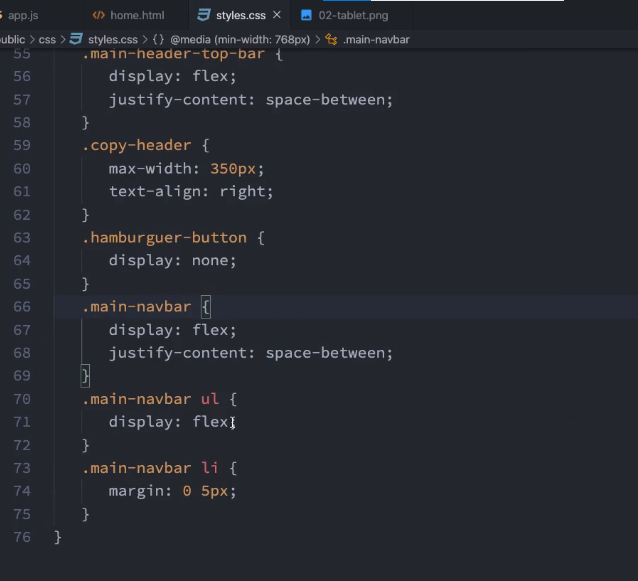 app.js </> home.html styles.css × 02-tablet.png
ublic > css > styles.css > {} @media (min-width: 768px) > .main-navbar
55 .main-header-top-bar {
56 display: flex;
57 justify-content: space-between;
58 }
59 .copy-header {
60 max-width: 350px;
61 text-align: right;
62 }
63 .hamburguer-button {
64 display: none;
65 }
66 .main-navbar {
67 display: flex;
68 justify-content: space-between;
69 }
70 .main-navbar ul {
71 display: flex;
72 }
73 .main-navbar li {
74 margin: 0 5px;
75 }
76 }